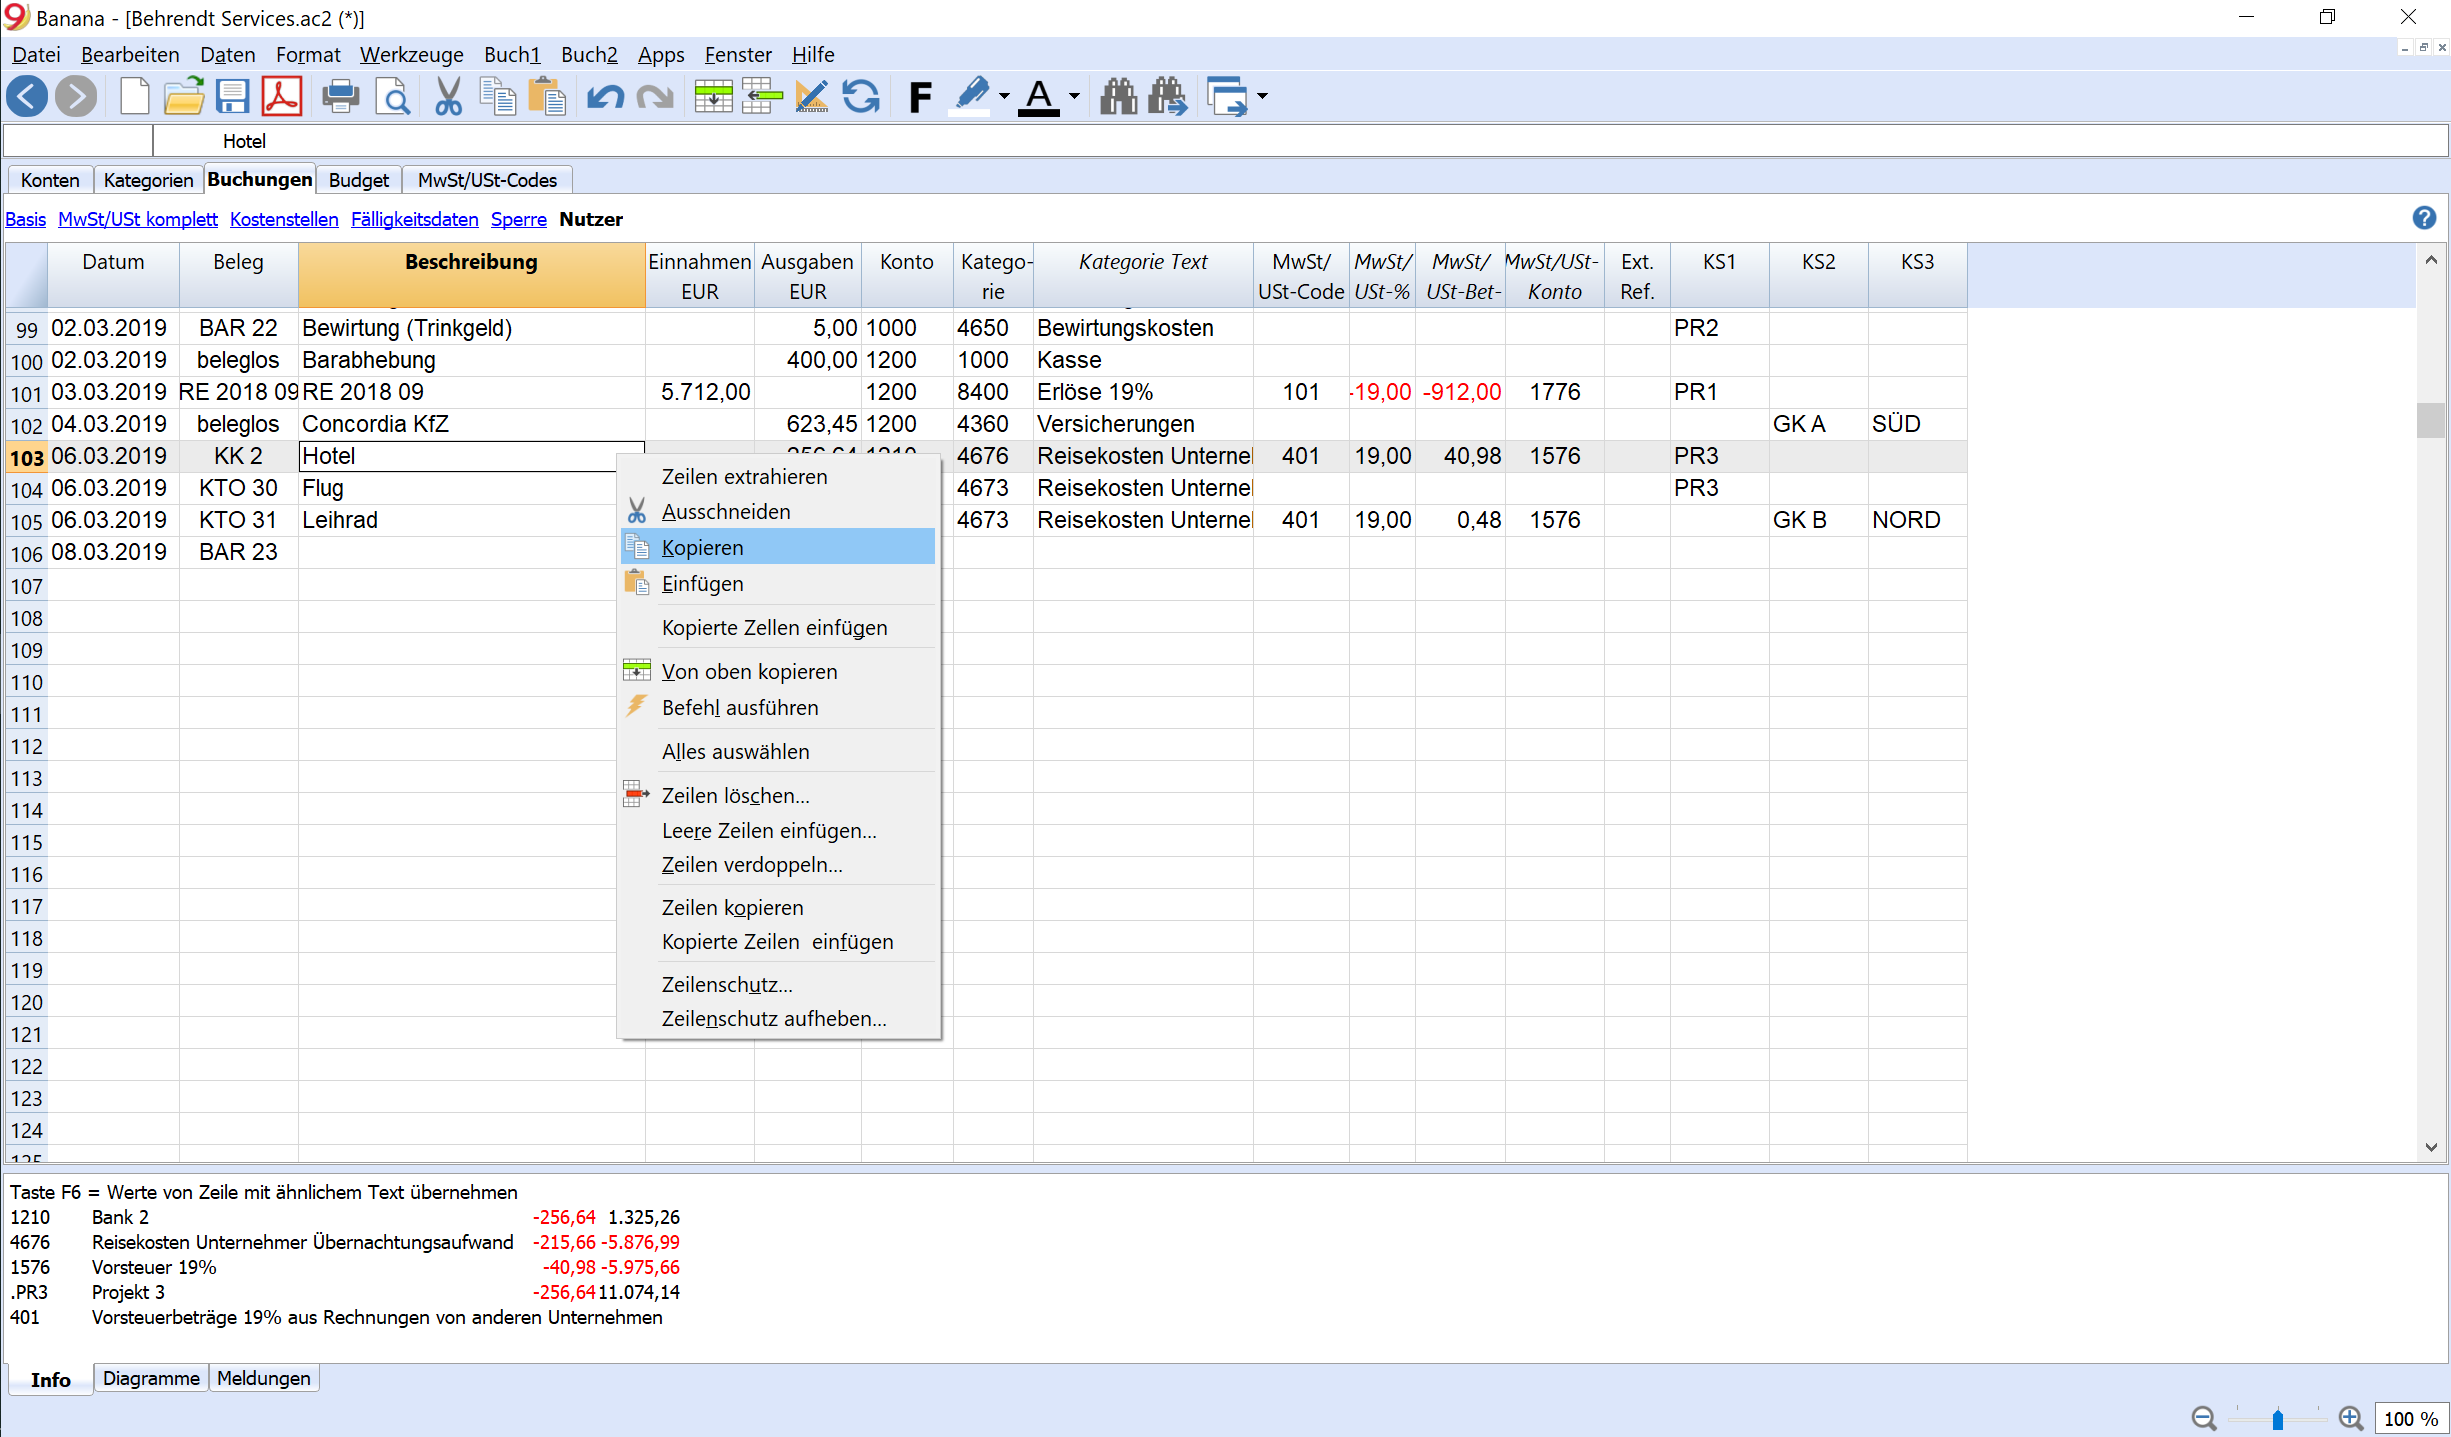 Banana - [Behrendt Services.ac2 (*)]
Datei Bearbeiten Daten Format Werkzeuge Buch1 Buch2 Apps Fenster Hilfe
Hotel
Konten Kategorien Buchungen Budget MwSt/USt-Codes
Basis MwSt/USt komplett Kostenstellen Fälligkeitsdaten Sperre Nutzer
Datum Beleg Beschreibung Einnahmen Ausgaben Konto Katego- Kategorie Text MwSt/ MwSt/ MwSt/ MwSt/USt- Ext. KS1 KS2 KS3
EUR EUR rie USt-Code USt-% USt-Bet- Konto Ref.
99 02.03.2019 BAR 22 Bewirtung (Trinkgeld) 5,00 1000 4650 Bewirtungskosten PR2
100 02.03.2019 beleglos Barabhebung 400,00 1200 1000 Kasse
101 03.03.2019 RE 2018 09 RE 2018 09 5.712,00 1200 8400 Erlöse 19% 101 -19,00 -912,00 1776 PR1
102 04.03.2019 beleglos Concordia KfZ 623,45 1200 4360 Versicherungen GK A SÜD
103 06.03.2019 KK 2 Hotel 256,64 1210 4676 Reisekosten Unterne 401 19,00 40,98 1576 PR3
104 06.03.2019 KTO 30 Flug 4673 Reisekosten Unterne PR3
105 06.03.2019 KTO 31 Leihrad 4673 Reisekosten Unterne 401 19,00 0,48 1576 GK B NORD
106 08.03.2019 BAR 23
107
108
109
110
111
112
113
114
115
116
117
118
119
120
121
122
123
124
125
Zeilen extrahieren
Ausschneiden
Kopieren
Einfügen
Kopierte Zellen einfügen
Von oben kopieren
Befehl ausführen
Alles auswählen
Zeilen löschen...
Leere Zeilen einfügen...
Zeilen verdoppeln...
Zeilen kopieren
Kopierte Zeilen einfügen
Zeilenschutz...
Zeilenschutz aufheben...
Taste F6 = Werte von Zeile mit ähnlichem Text übernehmen
1210 Bank 2 -256,64 1.325,26
4676 Reisekosten Unternehmer Übernachtungsaufwand -215,66 -5.876,99
1576 Vorsteuer 19% -40,98 -5.975,66
.PR3 Projekt 3 -256,64 11.074,14
401 Vorsteuerbeträge 19% aus Rechnungen von anderen Unternehmen
Info Diagramme Meldungen
100 %